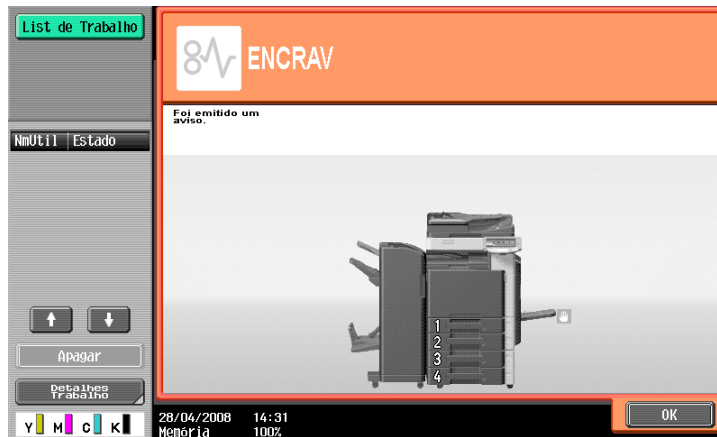 List de Trabalho
ENCRAV
Foi emitido um
aviso.
NmUtil Estado
1
2
3
4
Apagar
Detalhes
Trabalho
Y M C K
28/04/2008 14:31
Memória 100%
OK